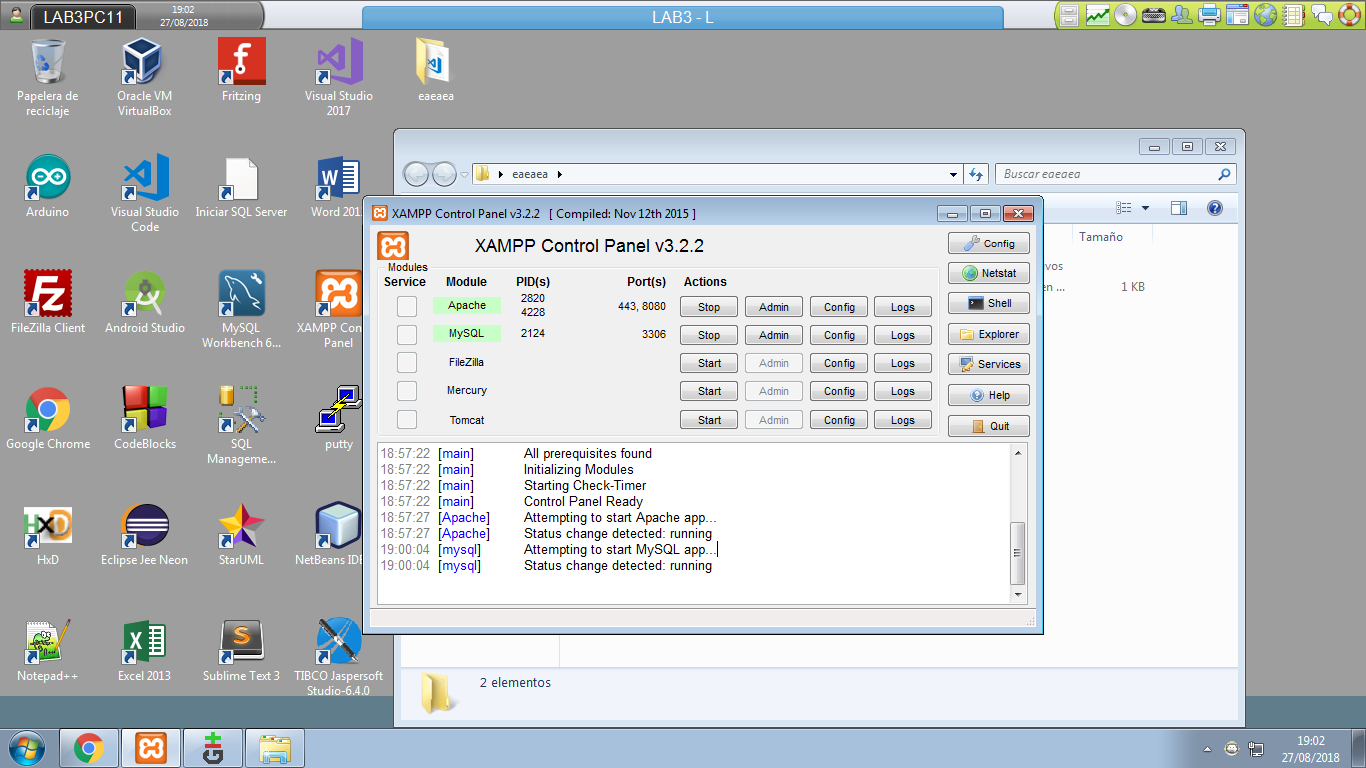 LAB3PC11
19:02
27/08/2018
LAB3 - L
Papelera de
reciclaje
Oracle VM
VirtualBox
Fritzing
Visual Studio
2017
eaeaea
Arduino
Visual Studio
Code
Iniciar SQL Server
Word 201
FileZilla Client
Android Studio
MySQL
Workbench 6...
XAMPP Con
Panel
Google Chrome
CodeBlocks
SQL
Manageme...
putty
HxD
Eclipse Jee Neon
StarUML
NetBeans IDE
Notepad++
Excel 2013
Sublime Text 3
TIBCO Jaspersoft
Studio-6.4.0
eaeaea
Buscar eaeaea
Tamaño
vos
en ...
1 KB
2 elementos
XAMPP Control Panel v3.2.2 [ Compiled: Nov 12th 2015 ]
XAMPP Control Panel v3.2.2
Modules
Service Module PID(s) Port(s) Actions
Apache 2820 4228 443, 8080 Stop Admin Config Logs
MySQL 2124 3306 Stop Admin Config Logs
FileZilla Start Admin Config Logs
Mercury Start Admin Config Logs
Tomcat Start Admin Config Logs
Config
Netstat
Shell
Explorer
Services
Help
Quit
18:57:22 [main] All prerequisites found
18:57:22 [main] Initializing Modules
18:57:22 [main] Starting Check-Timer
18:57:22 [main] Control Panel Ready
18:57:27 [Apache] Attempting to start Apache app...
18:57:27 [Apache] Status change detected: running
19:00:04 [mysql] Attempting to start MySQL app...
19:00:04 [mysql] Status change detected: running
19:02
27/08/2018